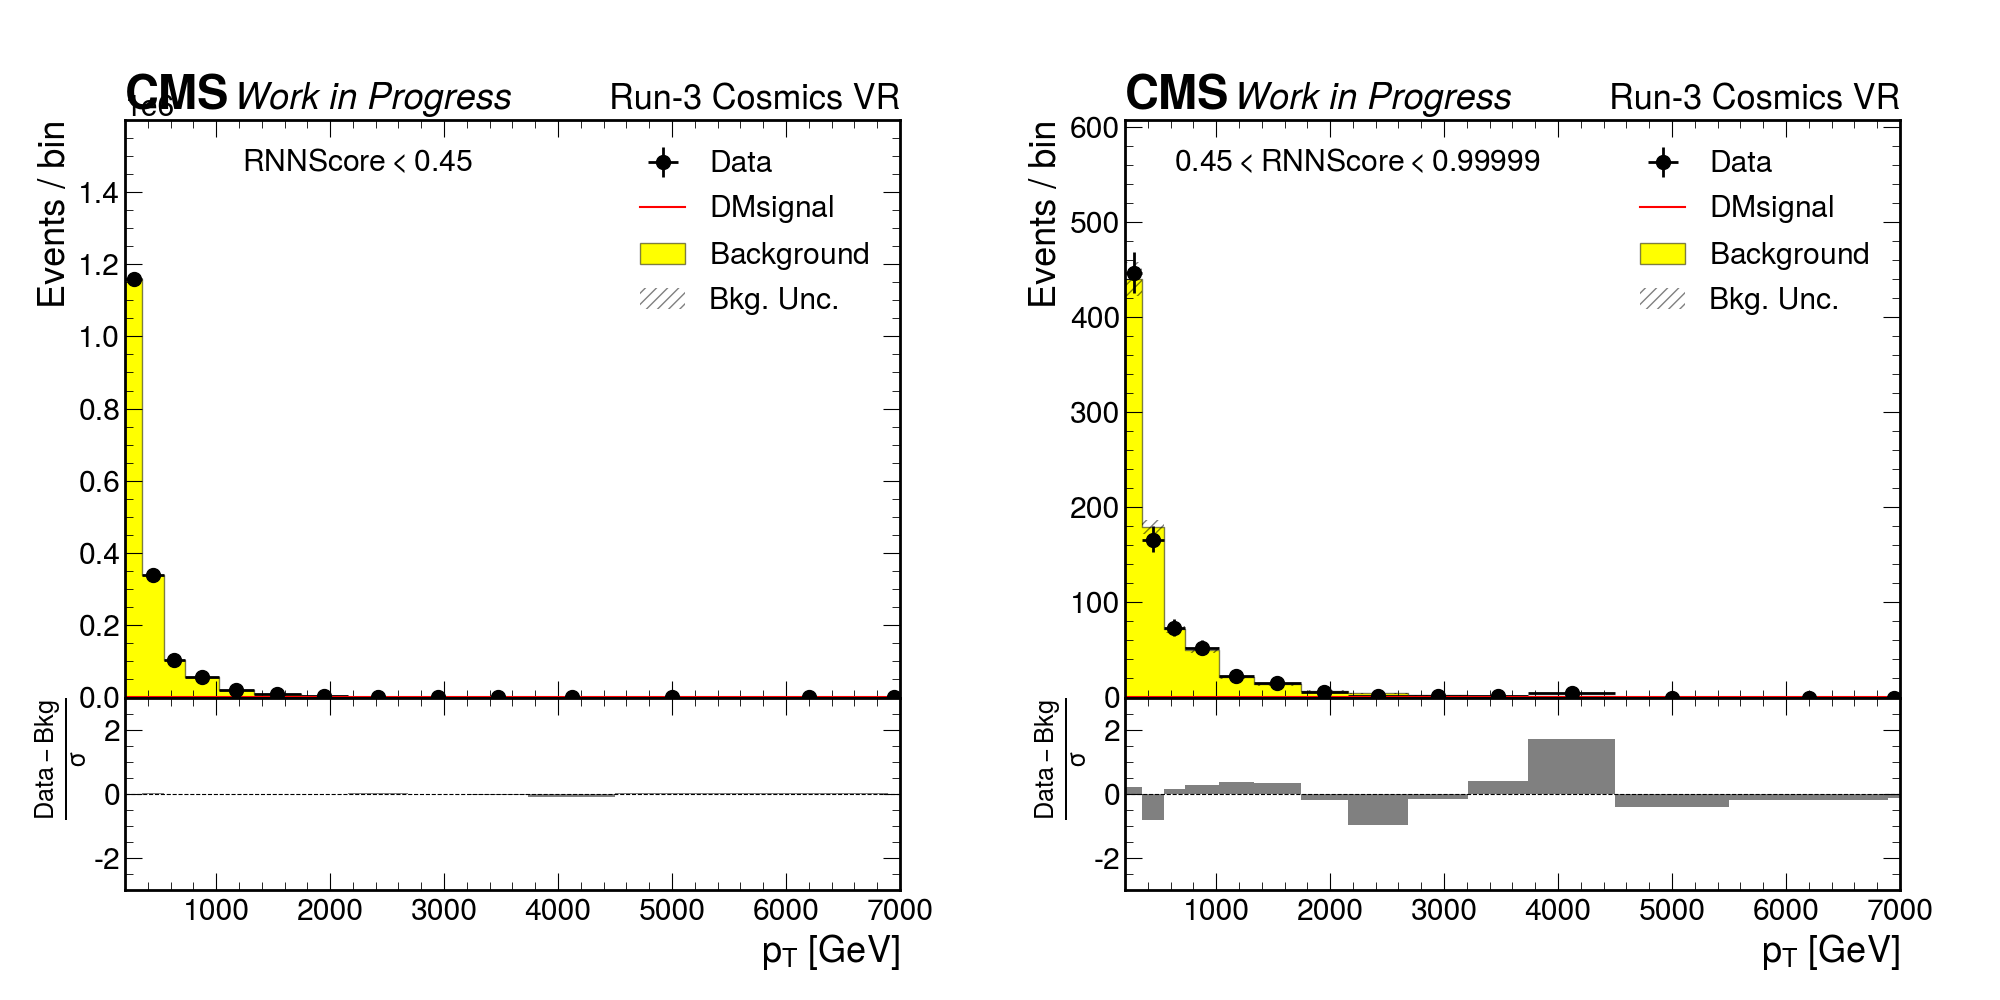 CMS Work in Progress Run-3 Cosmics VR
1e6
Events / bin
RNNScore < 0.45
Data
DMsignal
Background
Bkg. Unc.
1.4
1.2
1.0
0.8
0.6
0.4
0.2
0.0
Data – Bkg
σ
2
0
-2
1000 2000 3000 4000 5000 6000 7000
pT [GeV]
CMS Work in Progress Run-3 Cosmics VR
Events / bin
0.45 < RNNScore < 0.99999
Data
DMsignal
Background
Bkg. Unc.
600
500
400
300
200
100
0
Data – Bkg
σ
2
0
-2
1000 2000 3000 4000 5000 6000 7000
pT [GeV]